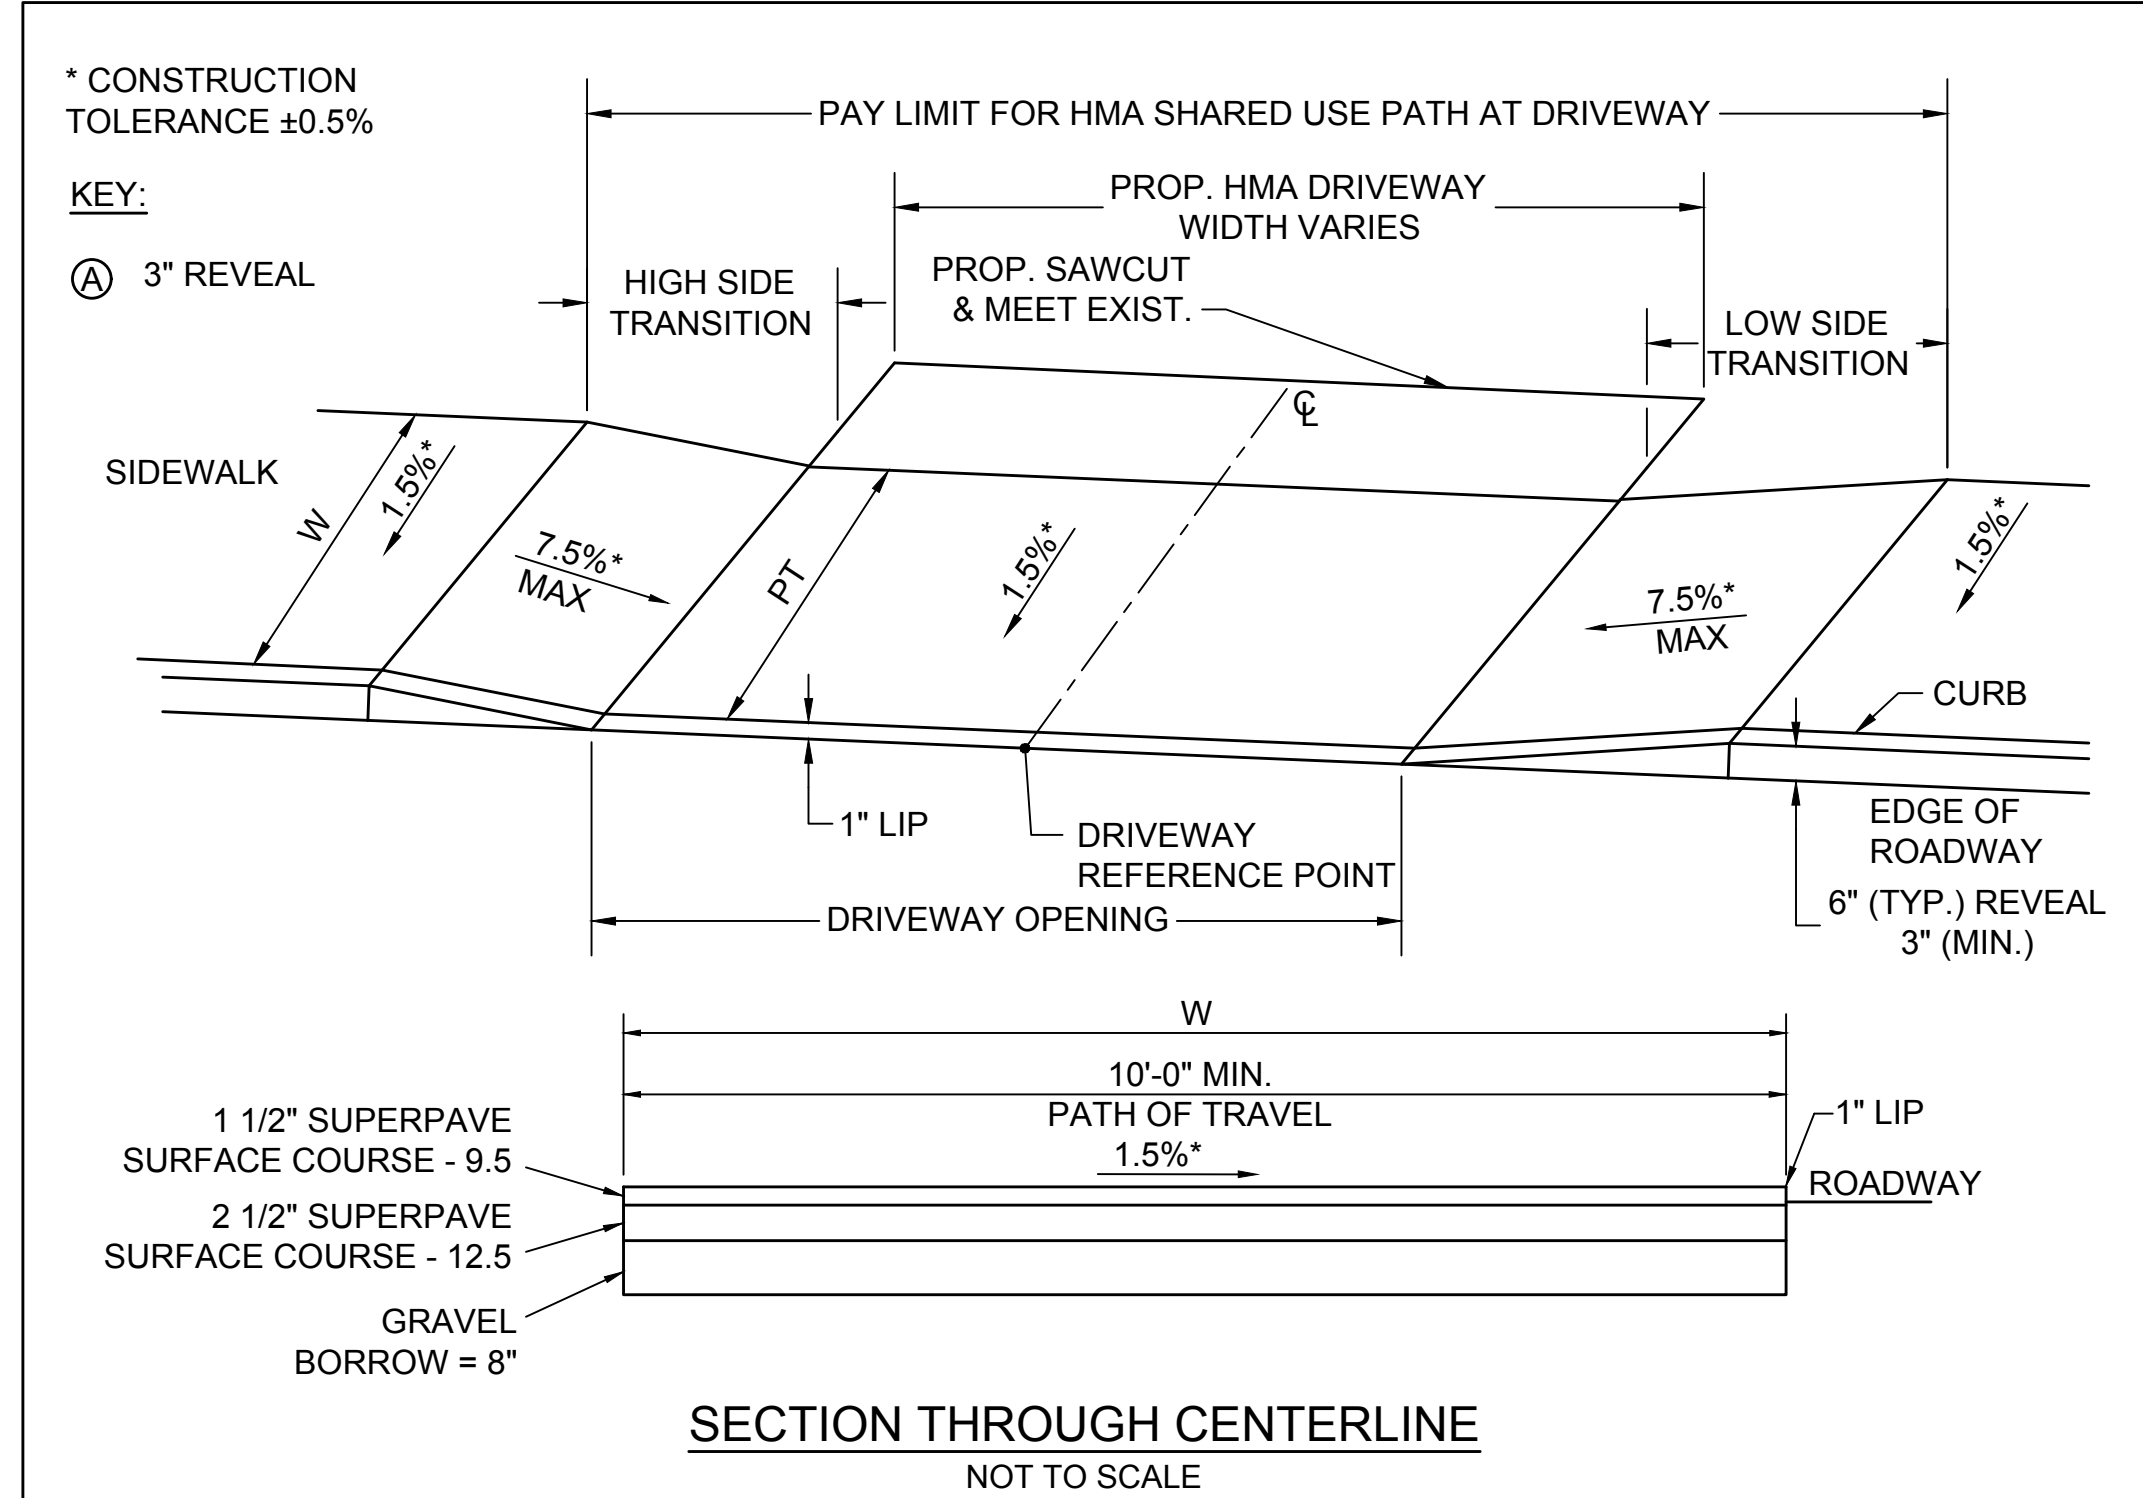 * CONSTRUCTION
TOLERANCE ±0.5%
KEY:
Ⓐ 3" REVEAL
PAY LIMIT FOR HMA SHARED USE PATH AT DRIVEWAY
PROP. HMA DRIVEWAY
WIDTH VARIES
HIGH SIDE
TRANSITION
PROP. SAWCUT
& MEET EXIST.
LOW SIDE
TRANSITION
℄
SIDEWALK
W
1.5%*
7.5%*
MAX
PT
1.5%*
7.5%*
MAX
1.5%*
CURB
1" LIP
DRIVEWAY
REFERENCE POINT
EDGE OF
ROADWAY
DRIVEWAY OPENING
6" (TYP.) REVEAL
3" (MIN.)
W
10'-0" MIN.
PATH OF TRAVEL
1.5%*
1" LIP
ROADWAY
1 1/2" SUPERPAVE
SURFACE COURSE - 9.5
2 1/2" SUPERPAVE
SURFACE COURSE - 12.5
GRAVEL
BORROW = 8"
SECTION THROUGH CENTERLINE
NOT TO SCALE